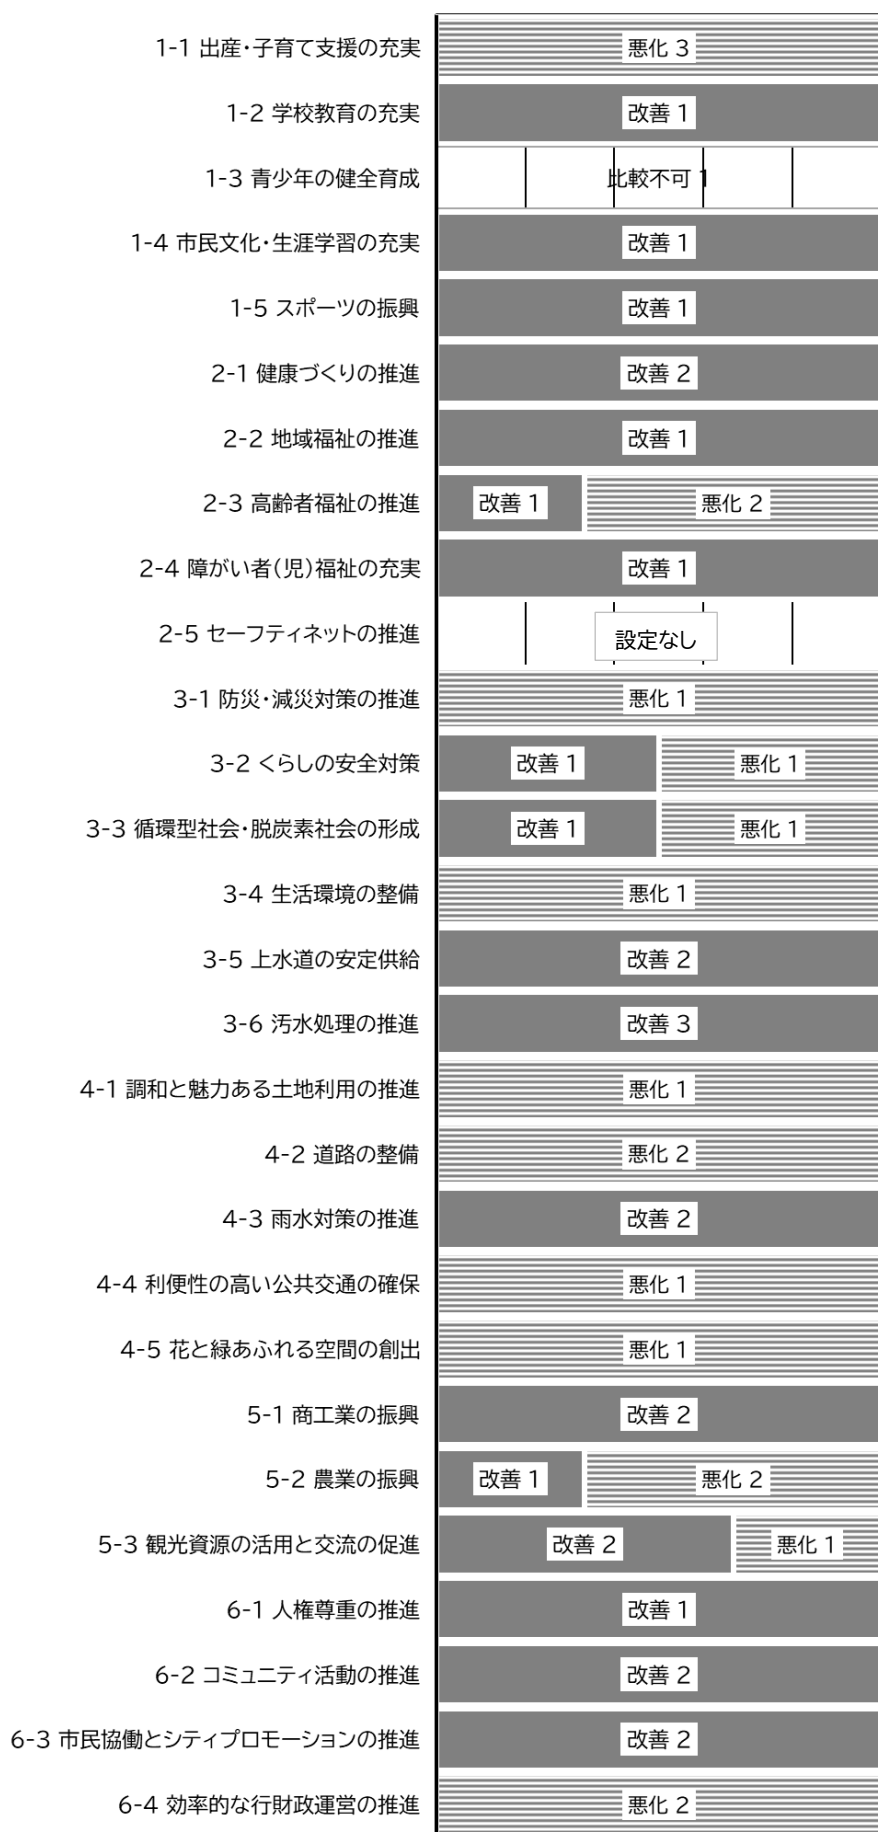 1-1 出産・子育て支援の充実 悪化 3
1-2 学校教育の充実 改善 1
1-3 青少年の健全育成 比較不可 1
1-4 市民文化・生涯学習の充実 改善 1
1-5 スポーツの振興 改善 1
2-1 健康づくりの推進 改善 2
2-2 地域福祉の推進 改善 1
2-3 高齢者福祉の推進 改善 1 悪化 2
2-4 障がい者(児)福祉の充実 改善 1
2-5 セーフティネットの推進 設定なし
3-1 防災・減災対策の推進 悪化 1
3-2 くらしの安全対策 改善 1 悪化 1
3-3 循環型社会・脱炭素社会の形成 改善 1 悪化 1
3-4 生活環境の整備 悪化 1
3-5 上水道の安定供給 改善 2
3-6 汚水処理の推進 改善 3
4-1 調和と魅力ある土地利用の推進 悪化 1
4-2 道路の整備 悪化 2
4-3 雨水対策の推進 改善 2
4-4 利便性の高い公共交通の確保 悪化 1
4-5 花と緑あふれる空間の創出 悪化 1
5-1 商工業の振興 改善 2
5-2 農業の振興 改善 1 悪化 2
5-3 観光資源の活用と交流の促進 改善 2 悪化 1
6-1 人権尊重の推進 改善 1
6-2 コミュニティ活動の推進 改善 2
6-3 市民協働とシティプロモーションの推進 改善 2
6-4 効率的な行財政運営の推進 悪化 2